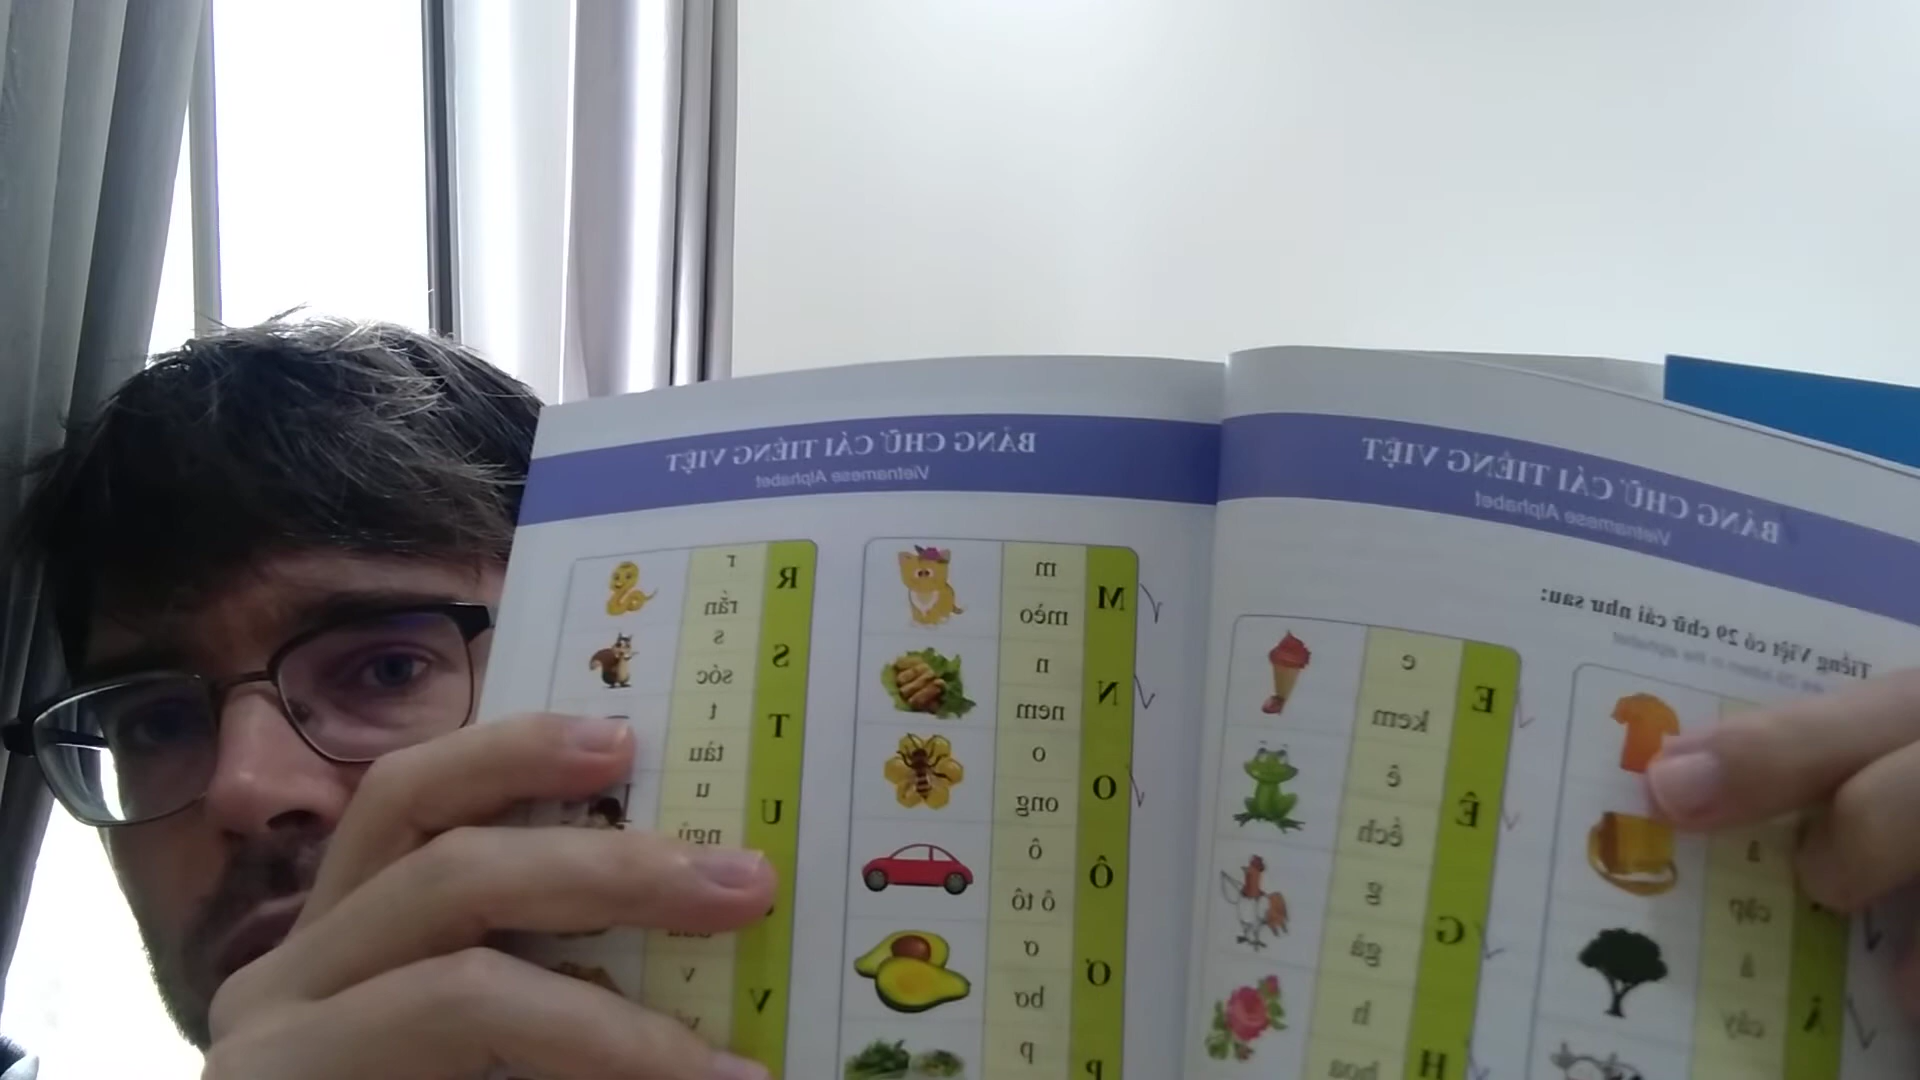 BẢNG CHỮ CÁI TIẾNG VIỆT
Vietnamese Alphabet
Tiếng Việt có 29 chữ cái như sau:
ă
cặp
â
cây
Â
E
e
kem
Ê
ê
ếch
G
g
gà
H
h
hoa
BẢNG CHỮ CÁI TIẾNG VIỆT
Vietnamese Alphabet
M
m
mèo
N
n
nem
O
o
ong
Ô
ô
ô tô
Ơ
ơ
bơ
P
p
R
r
rắn
S
s
sóc
T
t
tàu
U
u
ngủ
V
v